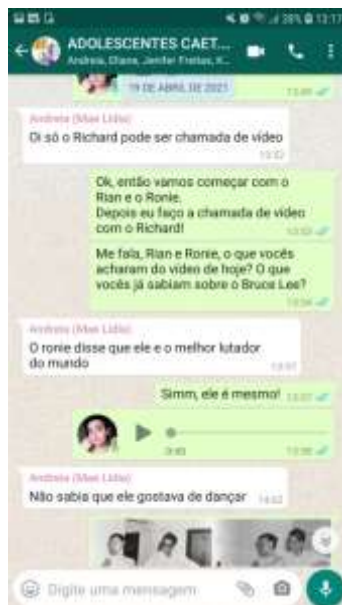 38% 13:17
ADOLESCENTES CAET...
Andreia, Diana, Jenifer Freitas, K...
19 DE ABRIL DE 2021
Andreia (Mae Lidia)
Oi só o Richard pode ser chamada de vídeo
Ok, então vamos começar com o
Rian e o Ronie.
Depois eu faço a chamada de vídeo
com o Richard!
Me fala, Rian e Ronie, o que vocês
acharam do vídeo de hoje? O que
vocês já sabiam sobre o Bruce Lee?
Andreia (Mae Lidia)
O ronie disse que ele e o melhor lutador
do mundo
Simm, ele é mesmo!
Andreia (Mae Lidia)
Não sabia que ele gostava de dançar
Digite uma mensagem